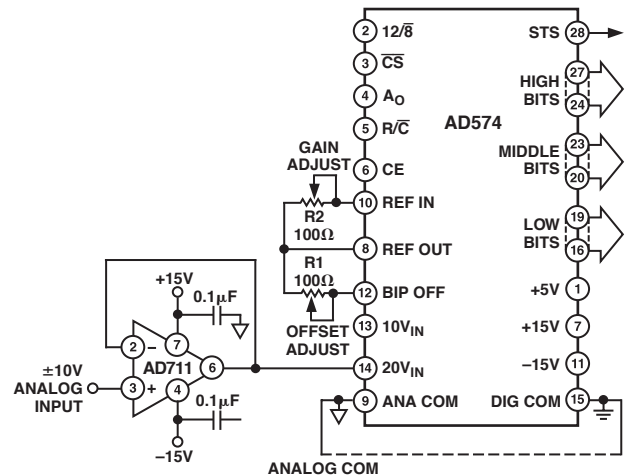 2 12/8̅ STS 28
3 C̅S̅ 27
HIGH
BITS
4 A_O 24
5 R/C̅ AD574 23
MIDDLE
BITS
GAIN
ADJUST
6 CE 20
R2
100Ω
10 REF IN 19
LOW
BITS
8 REF OUT 16
R1
100Ω
12 BIP OFF +5V 1
OFFSET
ADJUST
13 10V_IN +15V 7
14 20V_IN –15V 11
9 ANA COM DIG COM 15
+15V
0.1μF
2 –
7
AD711
6
±10V
ANALOG
INPUT
3 +
4
0.1μF
–15V
ANALOG COM